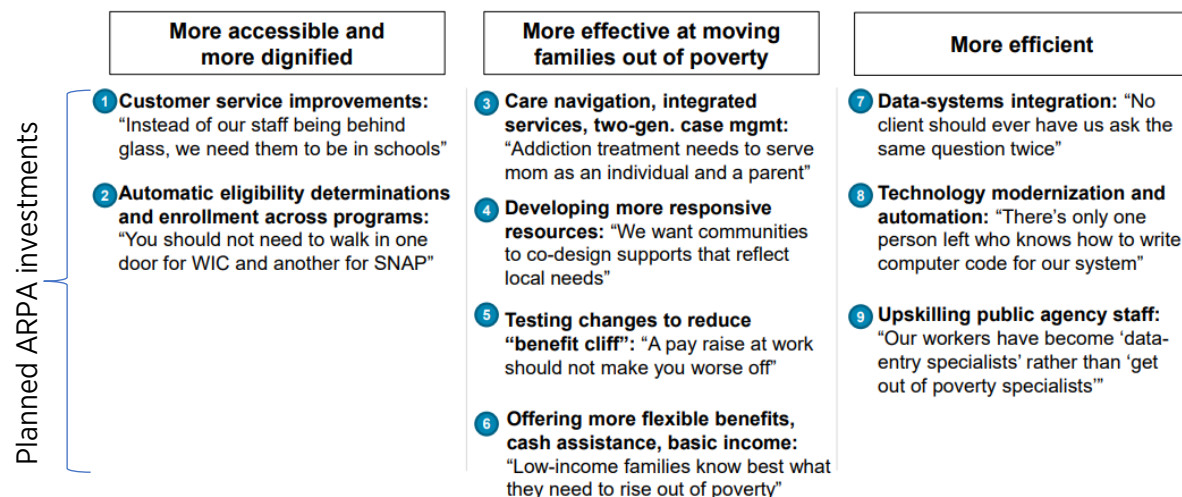 Planned ARPA investments
More accessible and
more dignified
1 Customer service improvements:
“Instead of our staff being behind
glass, we need them to be in schools”
2 Automatic eligibility determinations
and enrollment across programs:
“You should not need to walk in one
door for WIC and another for SNAP”
More effective at moving
families out of poverty
3 Care navigation, integrated
services, two-gen. case mgmt:
“Addiction treatment needs to serve
mom as an individual and a parent”
4 Developing more responsive
resources: “We want communities
to co-design supports that reflect
local needs”
5 Testing changes to reduce
“benefit cliff”: “A pay raise at work
should not make you worse off”
6 Offering more flexible benefits,
cash assistance, basic income:
“Low-income families know best what
they need to rise out of poverty”
More efficient
7 Data-systems integration: “No
client should ever have us ask the
same question twice”
8 Technology modernization and
automation: “There’s only one
person left who knows how to write
computer code for our system”
9 Upskilling public agency staff:
“Our workers have become ‘data-
entry specialists’ rather than ‘get
out of poverty specialists’”